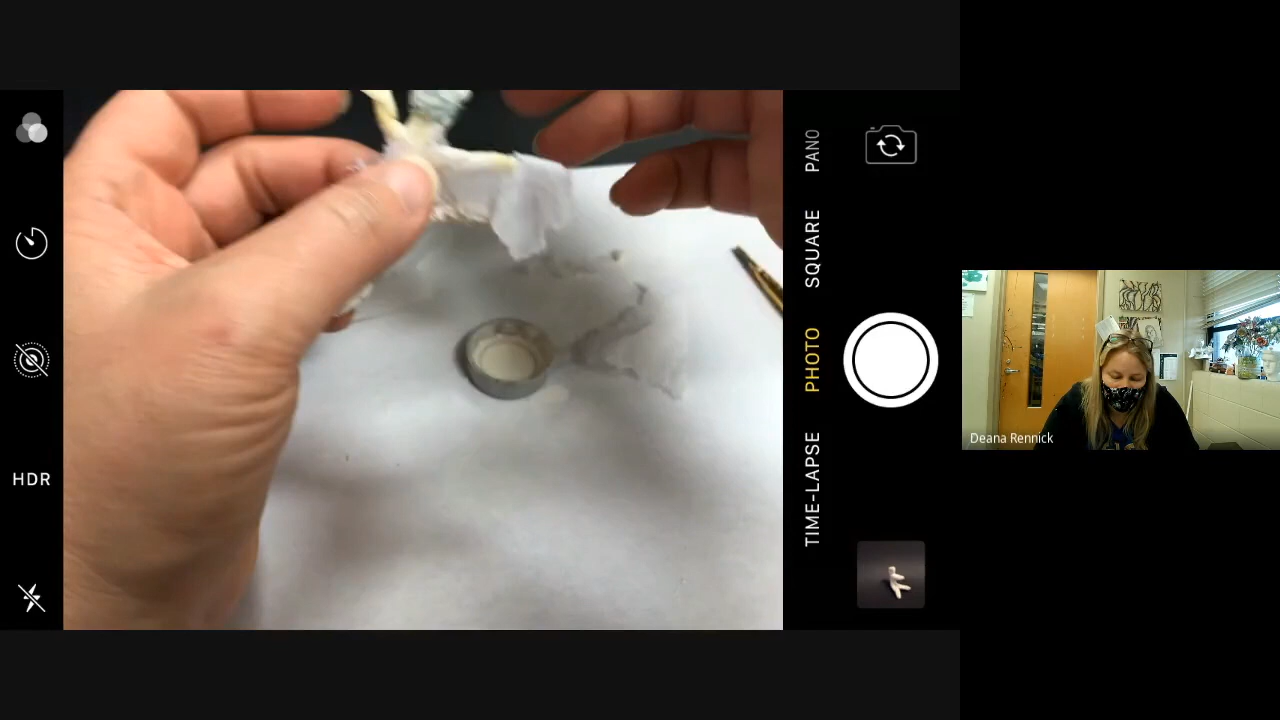 PANO
SQUARE
PHOTO
TIME-LAPSE
HDR
Deana Rennick